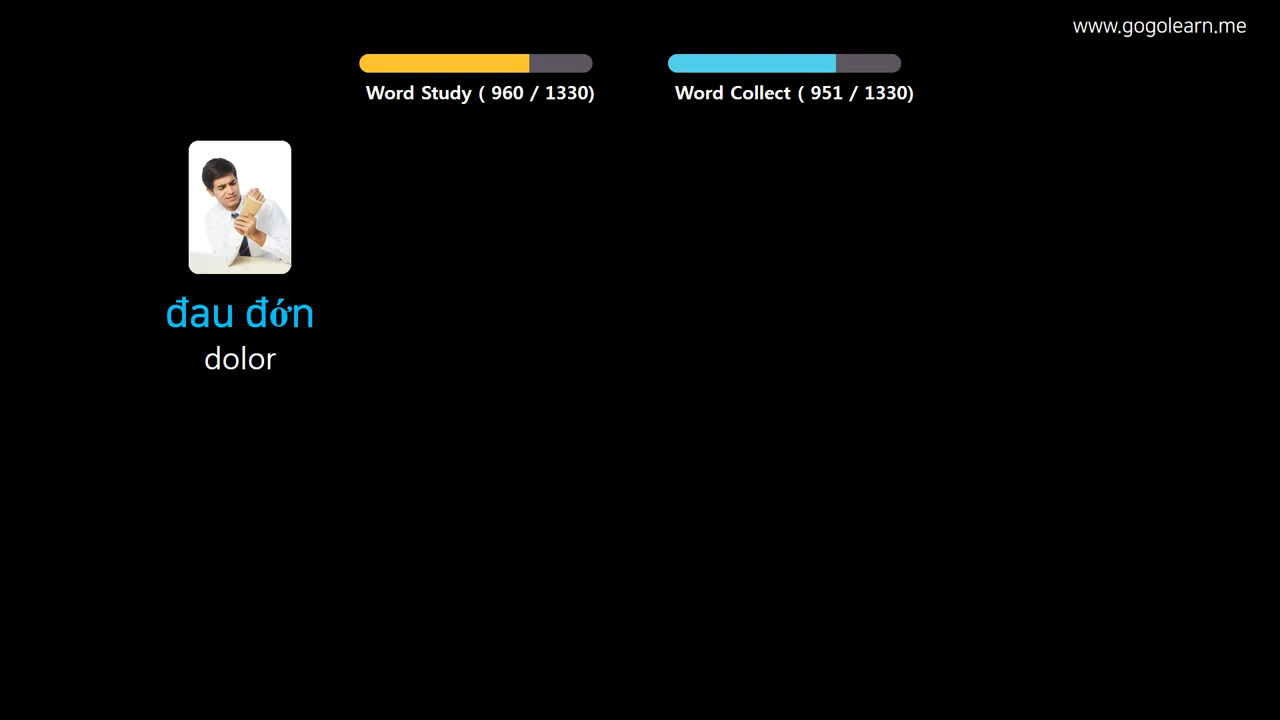 www.gogolearn.me
Word Study ( 960 / 1330)
Word Collect ( 951 / 1330)
đau đớn
dolor